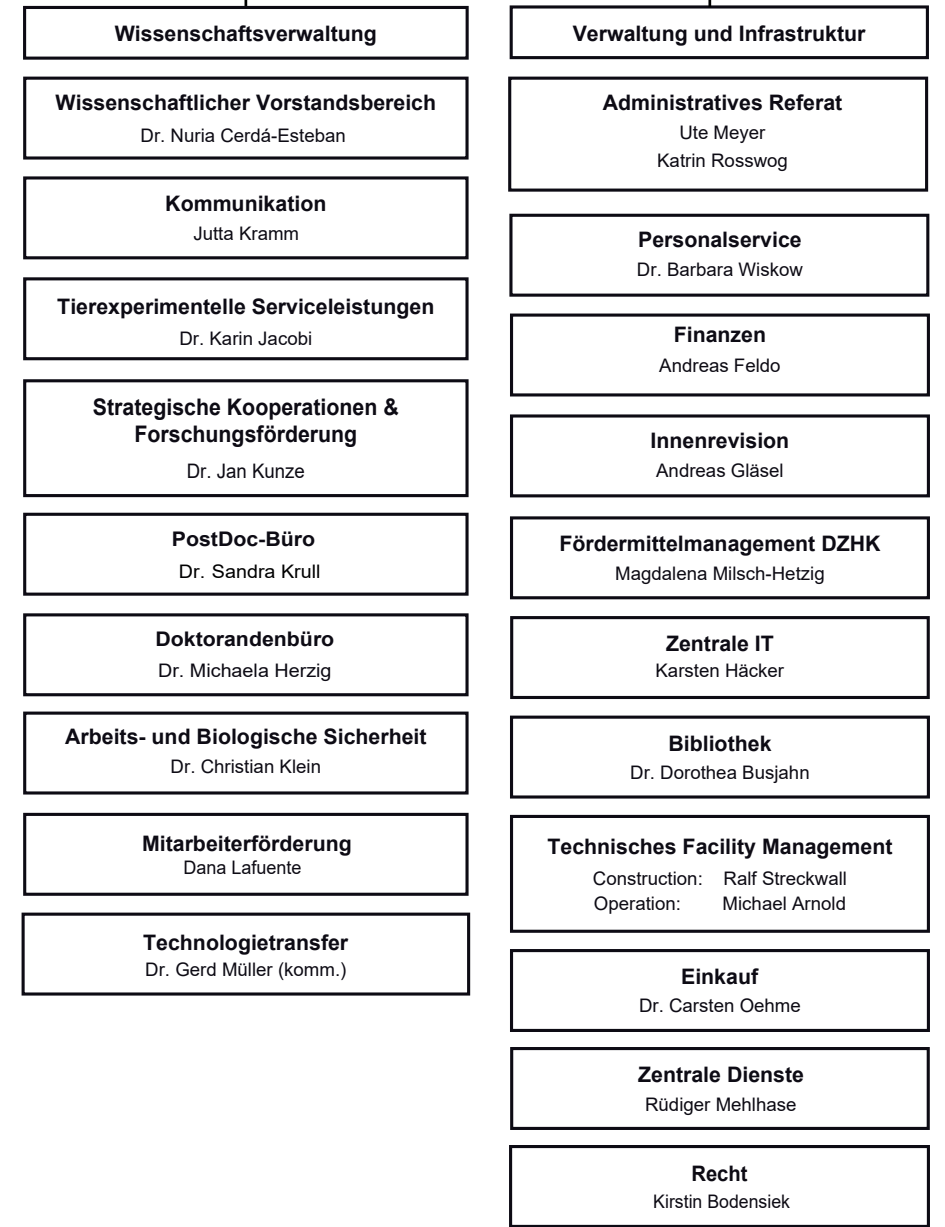 Wissenschaftsverwaltung
Wissenschaftlicher Vorstandsbereich
Dr. Nuria Cerdá-Esteban
Kommunikation
Jutta Kramm
Tierexperimentelle Serviceleistungen
Dr. Karin Jacobi
Strategische Kooperationen &
Forschungsförderung
Dr. Jan Kunze
PostDoc-Büro
Dr. Sandra Krull
Doktorandenbüro
Dr. Michaela Herzig
Arbeits- und Biologische Sicherheit
Dr. Christian Klein
Mitarbeiterförderung
Dana Lafuente
Technologietransfer
Dr. Gerd Müller (komm.)
Verwaltung und Infrastruktur
Administratives Referat
Ute Meyer
Katrin Rosswog
Personalservice
Dr. Barbara Wiskow
Finanzen
Andreas Feldo
Innenrevision
Andreas Gläsel
Fördermittelmanagement DZHK
Magdalena Milsch-Hetzig
Zentrale IT
Karsten Häcker
Bibliothek
Dr. Dorothea Busjahn
Technisches Facility Management
Construction: Ralf Streckwall
Operation: Michael Arnold
Einkauf
Dr. Carsten Oehme
Zentrale Dienste
Rüdiger Mehlhase
Recht
Kirstin Bodensiek